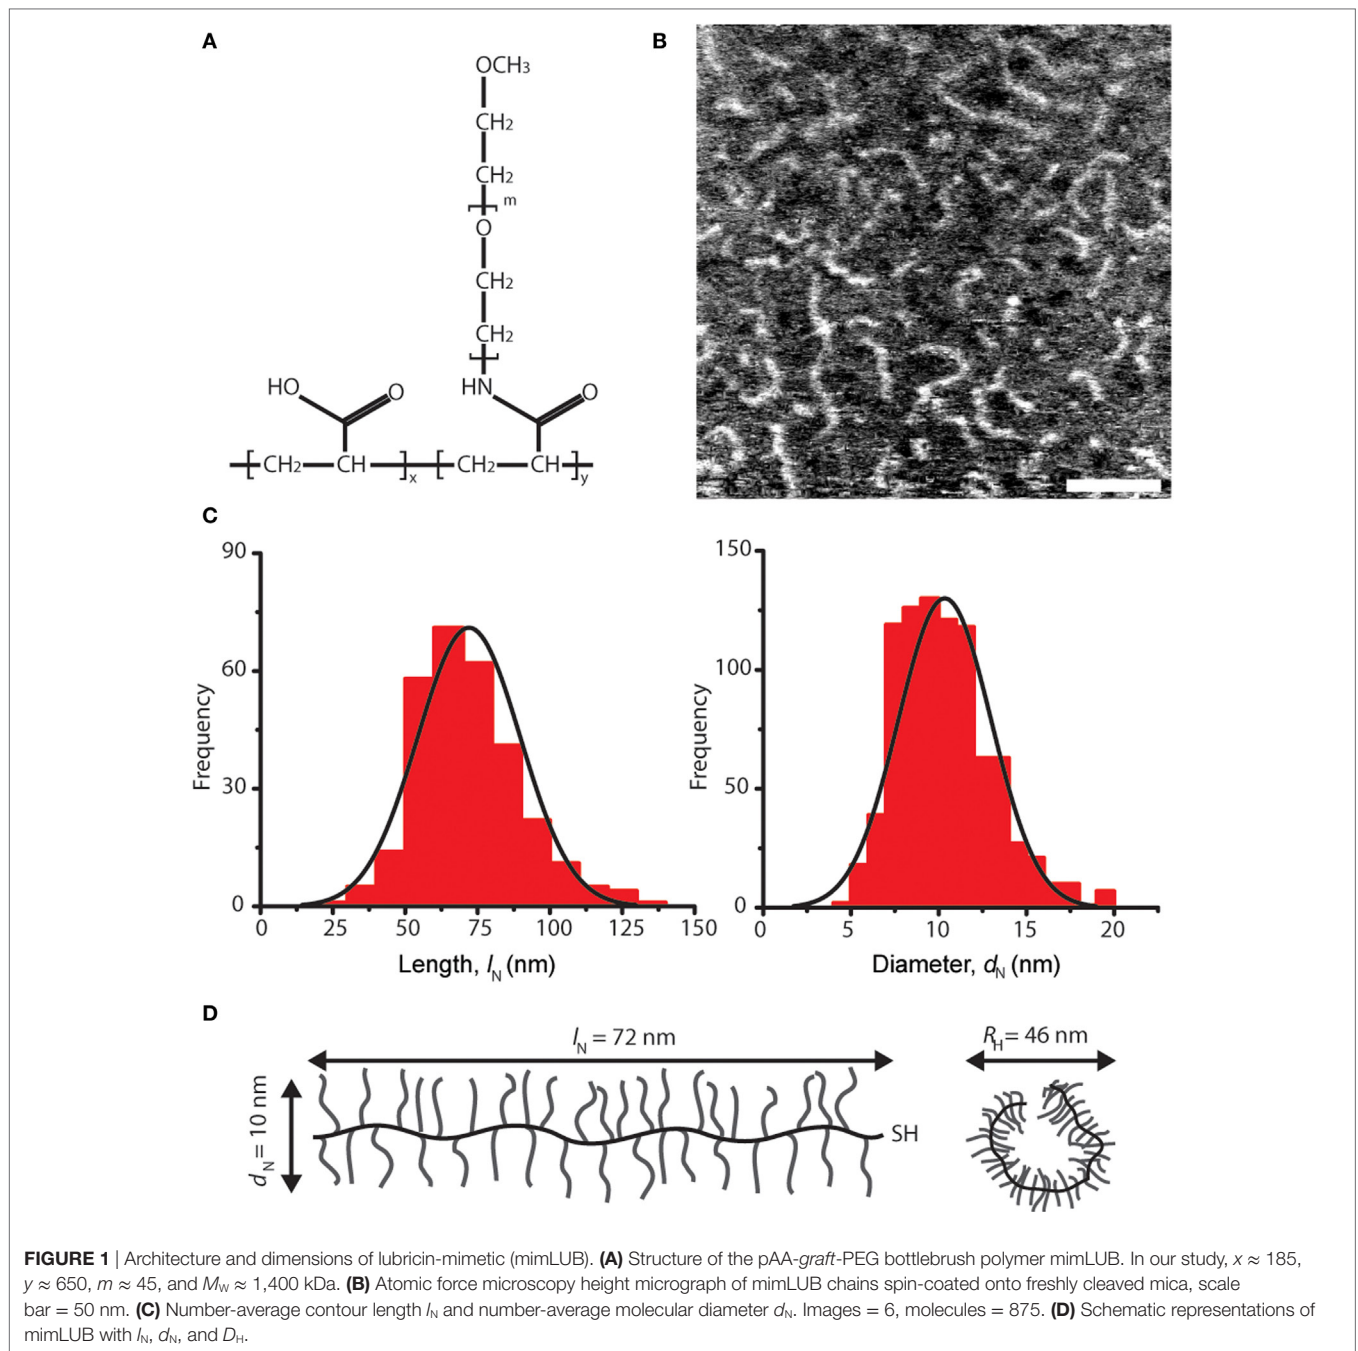 A
OCH3
CH2
CH2
m
O
CH2
CH2
HO
O
HN
O
CH2
CH
x
CH2
CH
y
B
C
90
60
30
0
Frequency
0
25
50
75
100
125
150
Length, lN (nm)
150
100
50
0
Frequency
0
5
10
15
20
Diameter, dN (nm)
D
lN = 72 nm
dN = 10 nm
SH
RH = 46 nm
FIGURE 1 | Architecture and dimensions of lubricin-mimetic (mimLUB). (A) Structure of the pAA-graft-PEG bottlebrush polymer mimLUB. In our study, x ≈ 185,
y ≈ 650, m ≈ 45, and MW ≈ 1,400 kDa. (B) Atomic force microscopy height micrograph of mimLUB chains spin-coated onto freshly cleaved mica, scale
bar = 50 nm. (C) Number-average contour length lN and number-average molecular diameter dN. Images = 6, molecules = 875. (D) Schematic representations of
mimLUB with lN, dN, and DH.